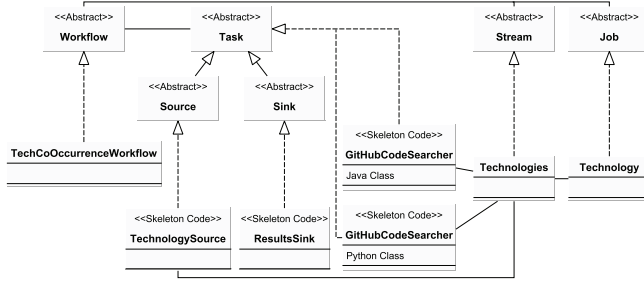 <<Abstract>>
Workflow
<<Abstract>>
Task
<<Abstract>>
Stream
<<Abstract>>
Job
<<Abstract>>
Source
<<Abstract>>
Sink
TechCoOccurrenceWorkflow
<<Skeleton Code>>
GitHubCodeSearcher
Java Class
Technologies
Technology
<<Skeleton Code>>
TechnologySource
<<Skeleton Code>>
ResultsSink
<<Skeleton Code>>
GitHubCodeSearcher
Python Class